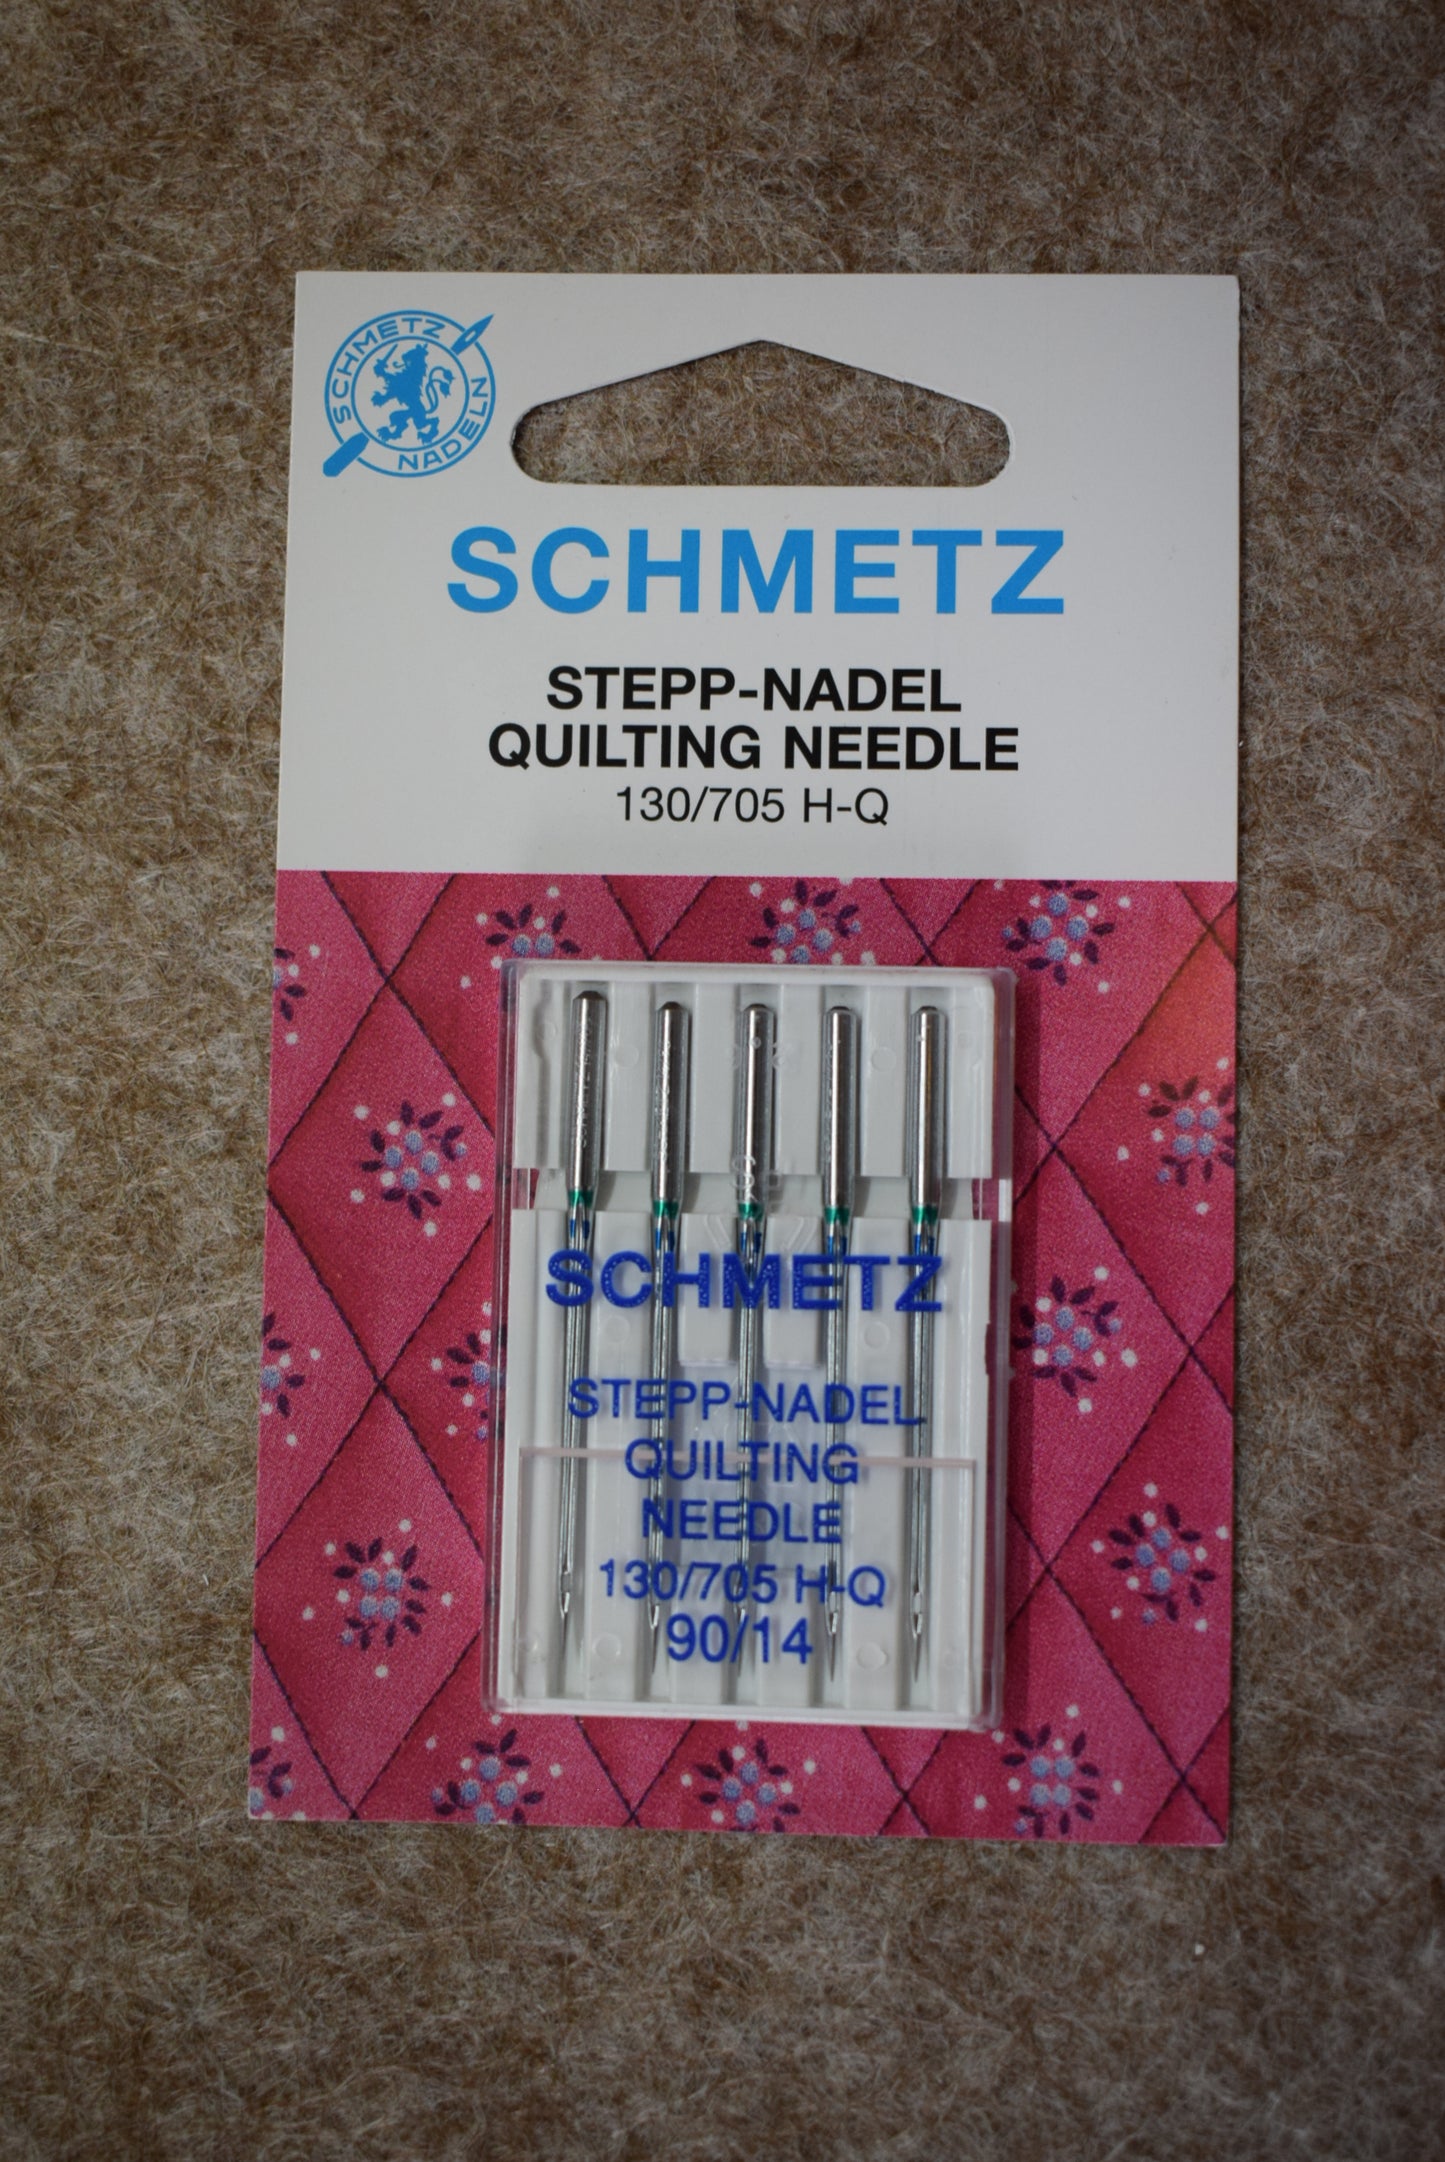 SCHMETZ
NADELN
SCHMETZ
STEPP-NADEL
QUILTING NEEDLE
130/705 H-Q
SCHMETZ
STEPP-NADEL
QUILTING
NEEDLE
130/705 H-Q
90/14